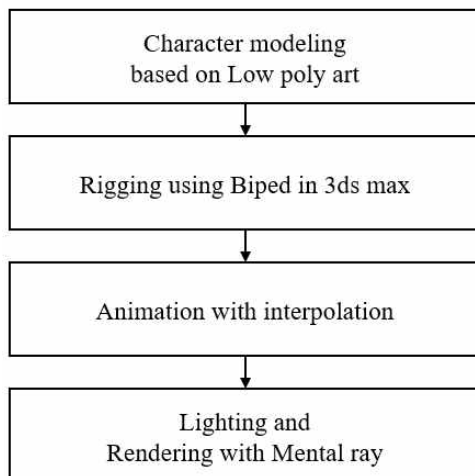 Character modeling
based on Low poly art
Rigging using Biped in 3ds max
Animation with interpolation
Lighting and
Rendering with Mental ray